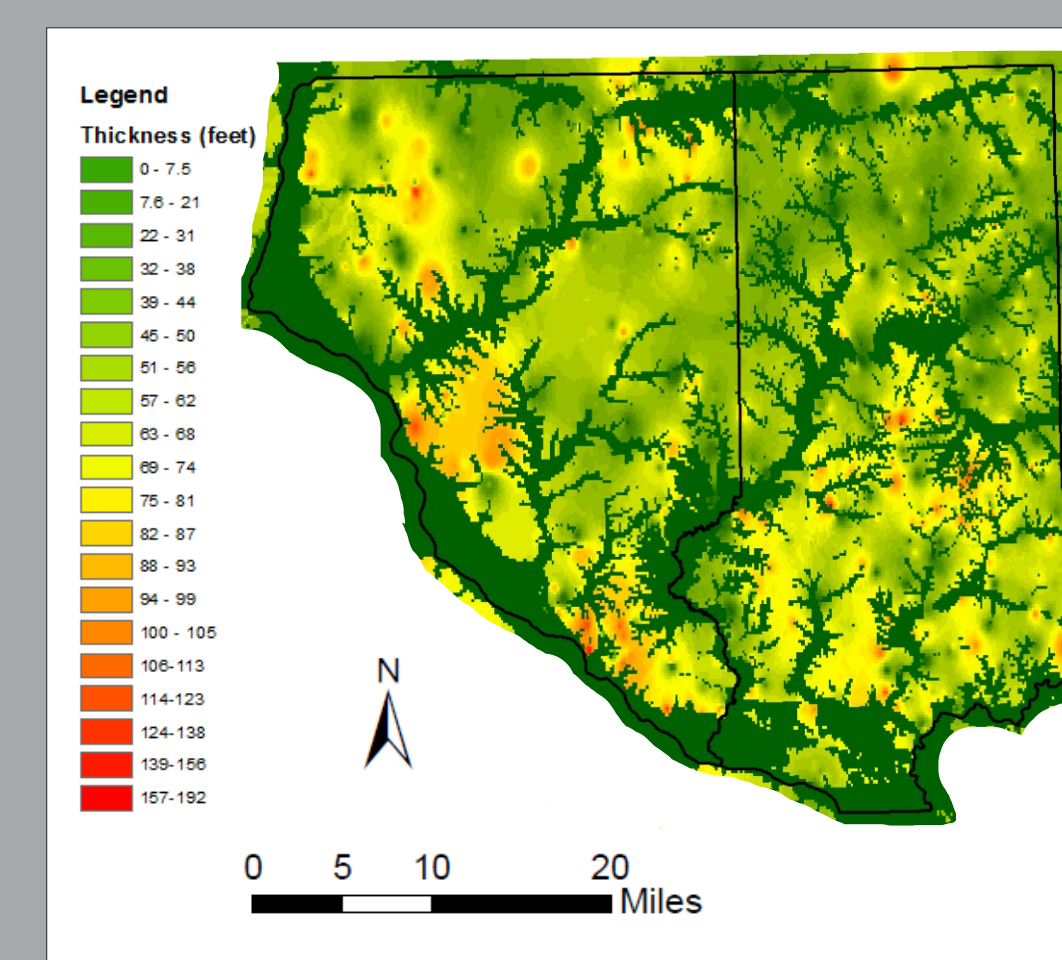 Legend
Thickness (feet)
0 - 7.5
7.6 - 21
22 - 31
32 - 38
39 - 44
45 - 50
51 - 56
57 - 62
63 - 68
69 - 74
75 - 81
82 - 87
88 - 93
94 - 99
100 - 105
106-113
114-123
124-138
139-156
157-192
N
0 5 10 20
Miles